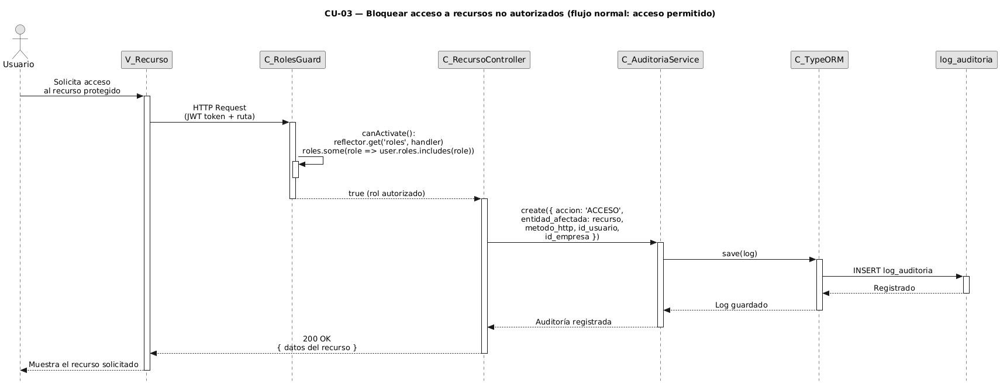 CU-03 — Bloquear acceso a recursos no autorizados (flujo normal: acceso permitido)
Usuario
V_Recurso
C_RolesGuard
C_RecursoController
C_AuditoriaService
C_TypeORM
log_auditoria
Solicita acceso
al recurso protegido
HTTP Request
(JWT token + ruta)
canActivate():
reflector.get('roles', handler)
roles.some(role => user.roles.includes(role))
true (rol autorizado)
create({ accion: 'ACCESO',
entidad_afectada: recurso,
metodo_http, id_usuario,
id_empresa })
save(log)
INSERT log_auditoria
Registrado
Log guardado
Auditoría registrada
200 OK
{ datos del recurso }
Muestra el recurso solicitado